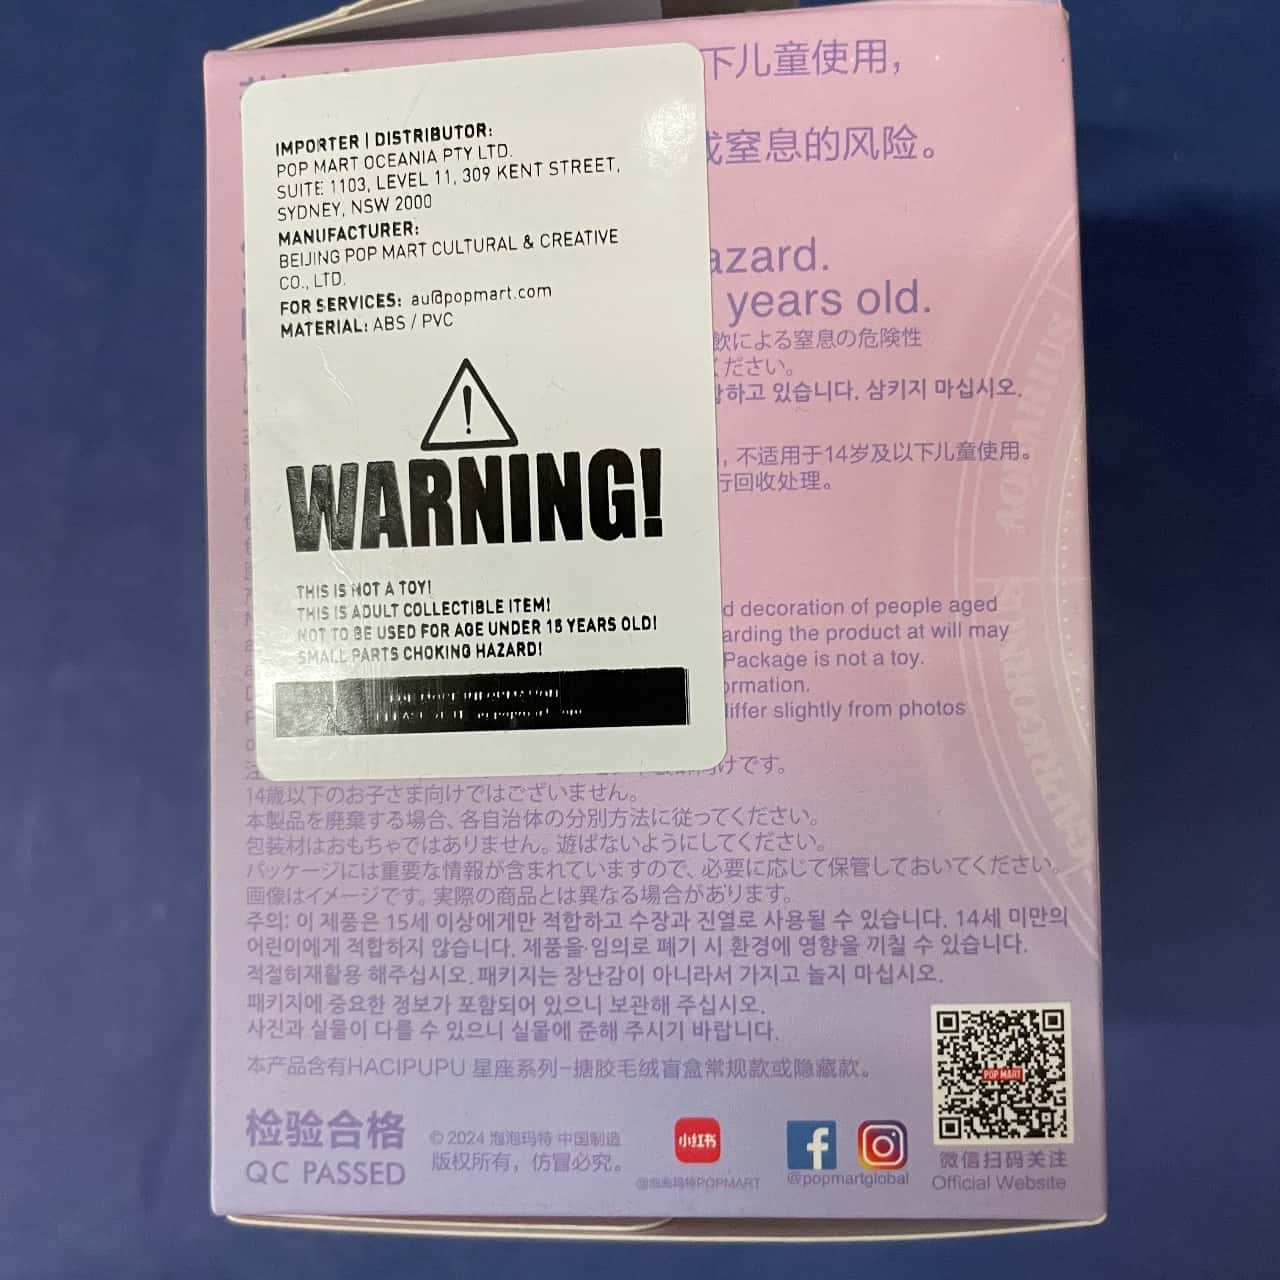 下儿童使用，
窒息的风险。
IMPORTER | DISTRIBUTOR:
POP MART OCEANIA PTY LTD.
SUITE 1103, LEVEL 11, 309 KENT STREET,
SYDNEY, NSW 2000
MANUFACTURER:
BEIJING POP MART CULTURAL & CREATIVE
CO., LTD.
FOR SERVICES: au@popmart.com
MATERIAL: ABS / PVC
WARNING!
THIS IS NOT A TOY!
THIS IS ADULT COLLECTIBLE ITEM!
NOT TO BE USED FOR AGE UNDER 15 YEARS OLD!
SMALL PARTS CHOKING HAZARD!
azard.
years old.
飲による窒息の危険性
ください。
하고 있습니다. 삼키지 마십시오.
, 不适用于14岁及以下儿童使用。
行回收处理。
d decoration of people aged
arding the product at will may
Package is not a toy.
ormation.
differ slightly from photos
けです。
14歳以下のお子さま向けではございません。
本製品を廃棄する場合、各自治体の分別方法に従ってください。
包装材はおもちゃではありません。遊ばないようにしてください。
パッケージには重要な情報が含まれていますので、必要に応じて保管しておいてください。
画像はイメージです。実際の商品とは異なる場合があります。
주의: 이 제품은 15세 이상에게만 적합하고 수장과 진열로 사용될 수 있습니다. 14세 미만의
어린이에게 적합하지 않습니다. 제품을 임의로 폐기 시 환경에 영향을 끼칠 수 있습니다.
적절히재활용 해주십시오. 패키지는 장난감이 아니라서 가지고 놀지 마십시오.
패키지에 중요한 정보가 포함되어 있으니 보관해 주십시오.
사진과 실물이 다를 수 있으니 실물에 준해 주시기 바랍니다.
本产品含有HACIPUPU 星座系列-搪胶毛绒盲盒常规款或隐藏款。
检验合格
QC PASSED
© 2024 泡泡玛特 中国制造
版权所有，仿冒必究。
小红书
@泡泡玛特POPMART
@popmartglobal
POP MART
微信扫码关注
Official Website
AQUARIUS
CAPRICORNUS